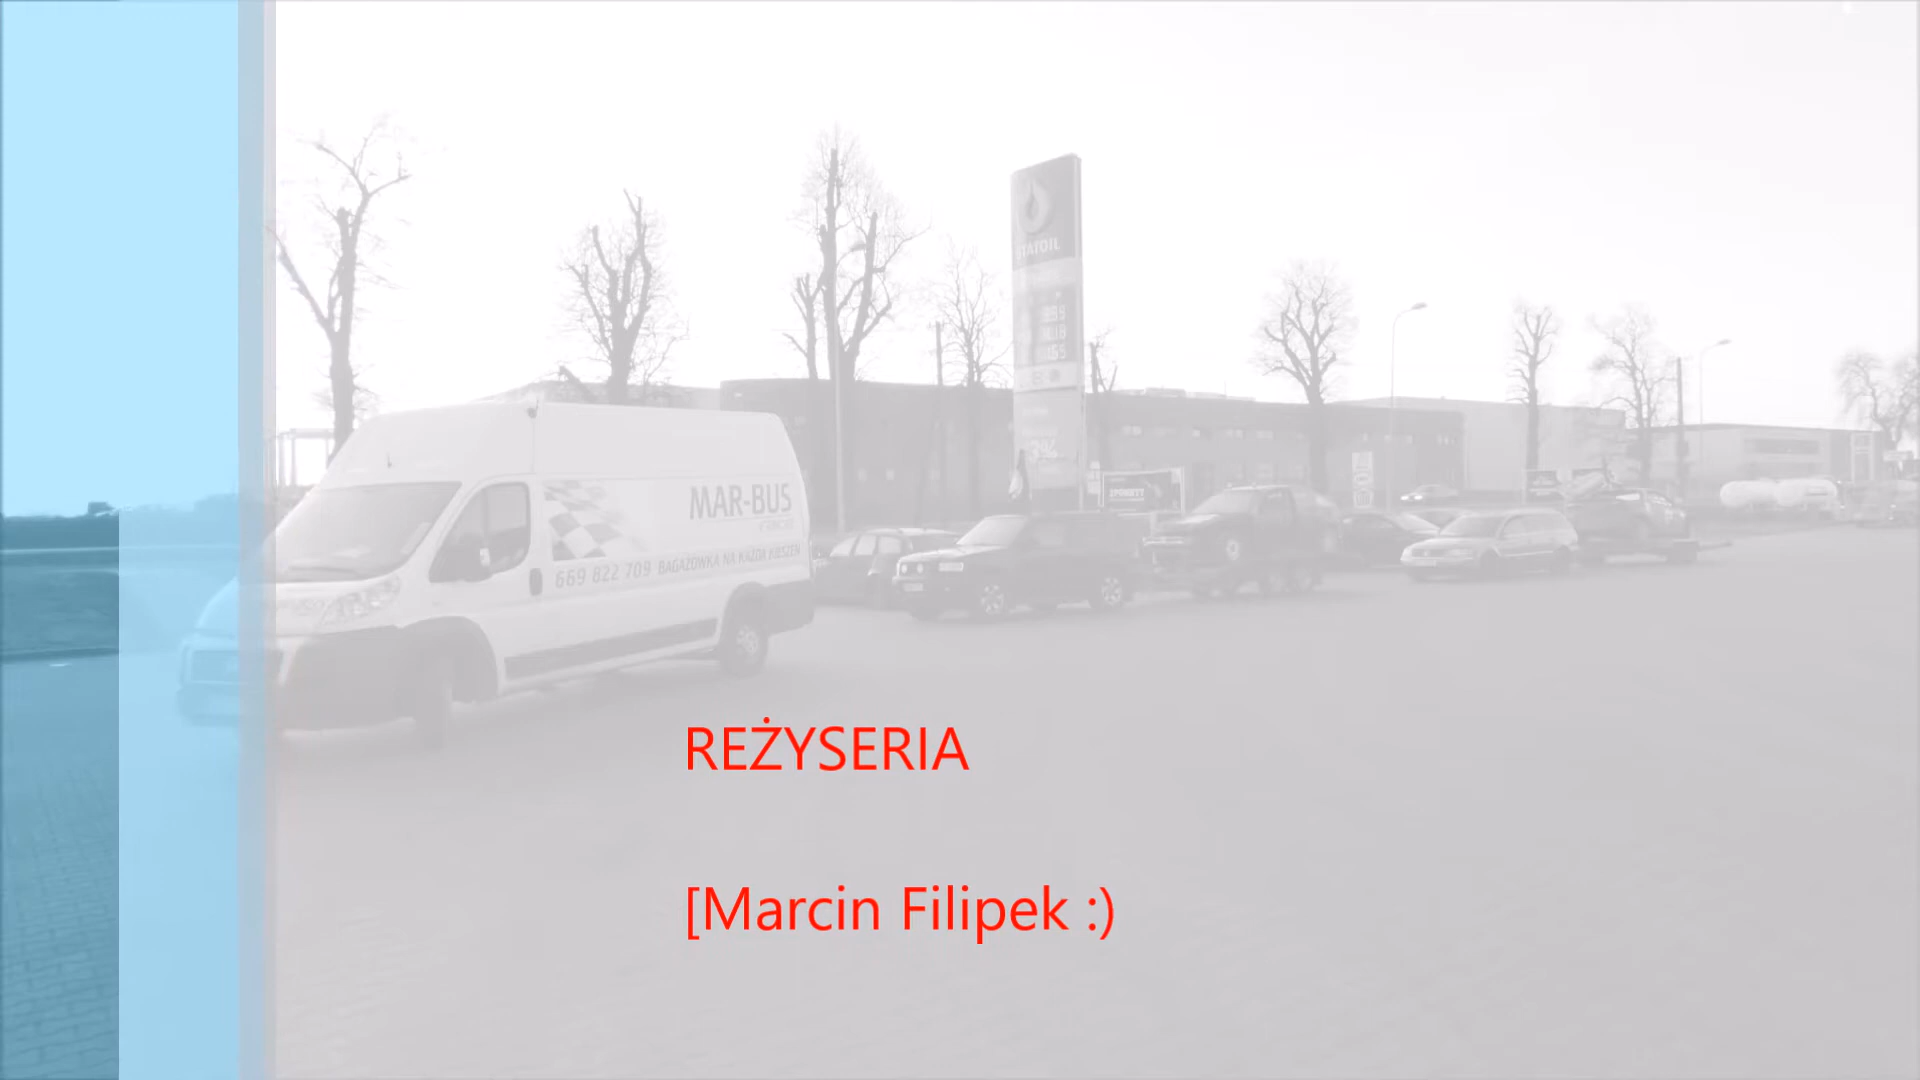 STATOIL
MAR-BUS
669 822 709 BAGAŻÓWKA NA KAŻDĄ KIESZEŃ
REŻYSERIA
[Marcin Filipek :)